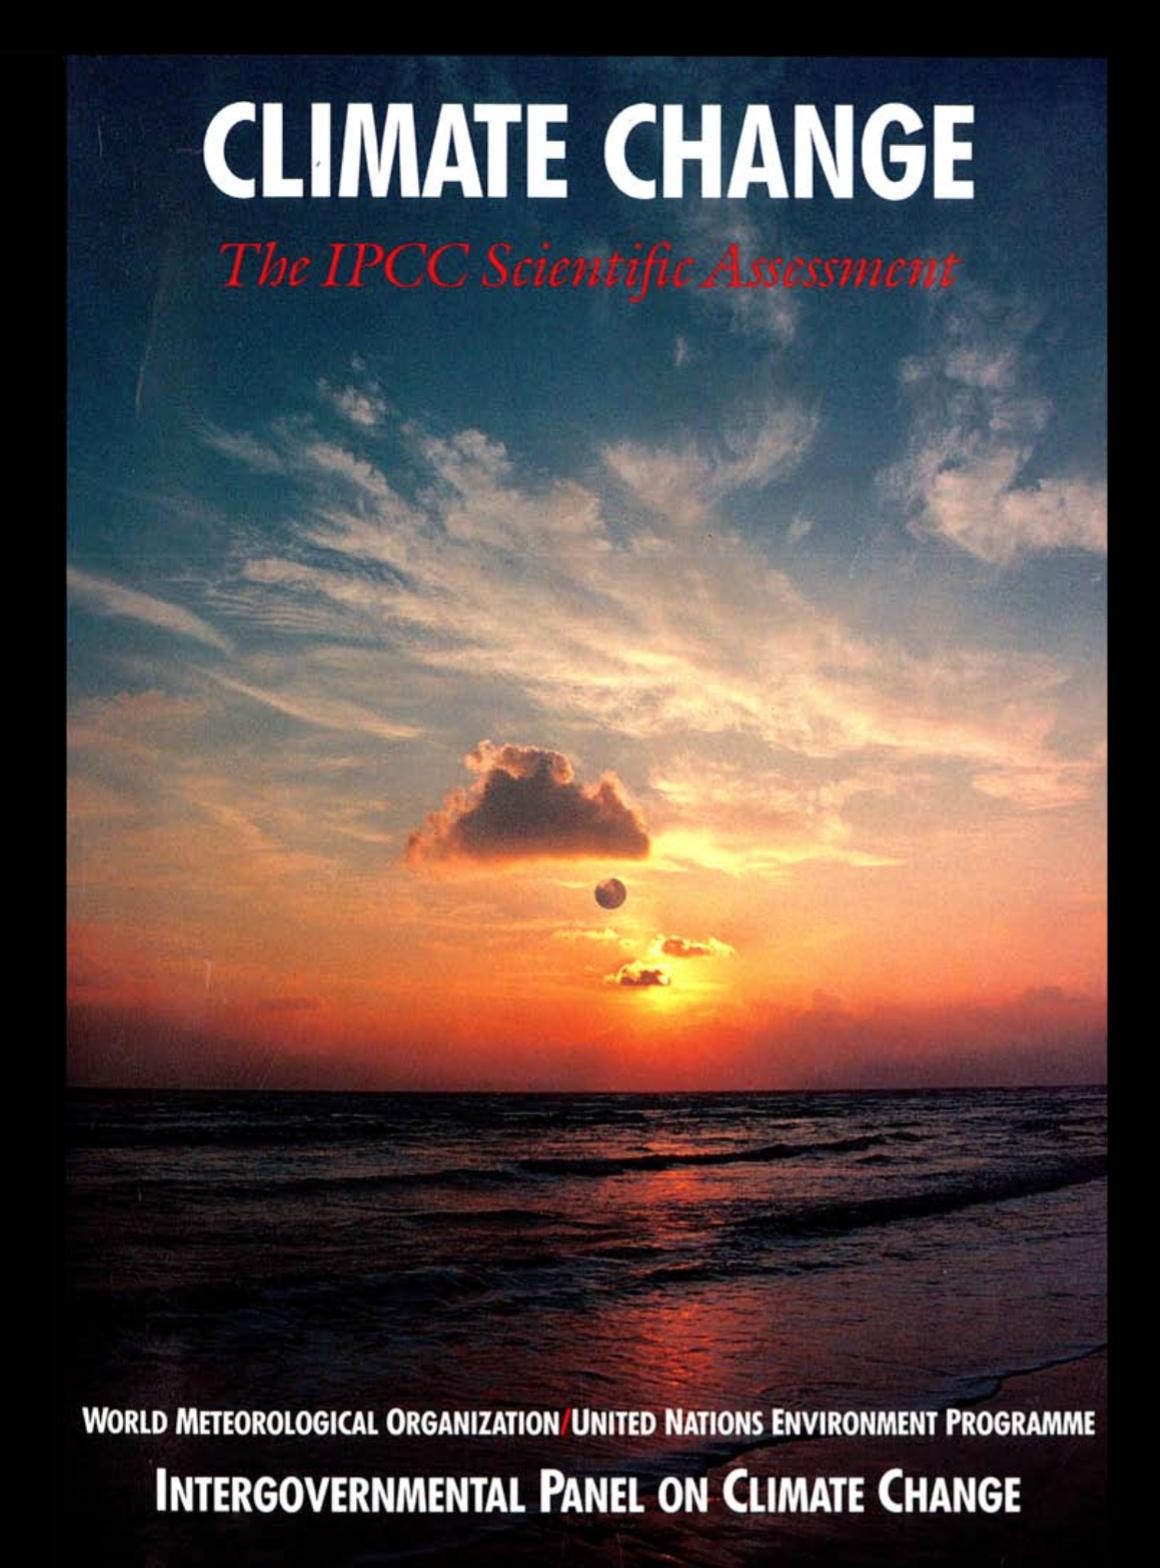 CLIMATE CHANGE
The IPCC Scientific Assessment
WORLD METEOROLOGICAL ORGANIZATION/UNITED NATIONS ENVIRONMENT PROGRAMME
INTERGOVERNMENTAL PANEL ON CLIMATE CHANGE